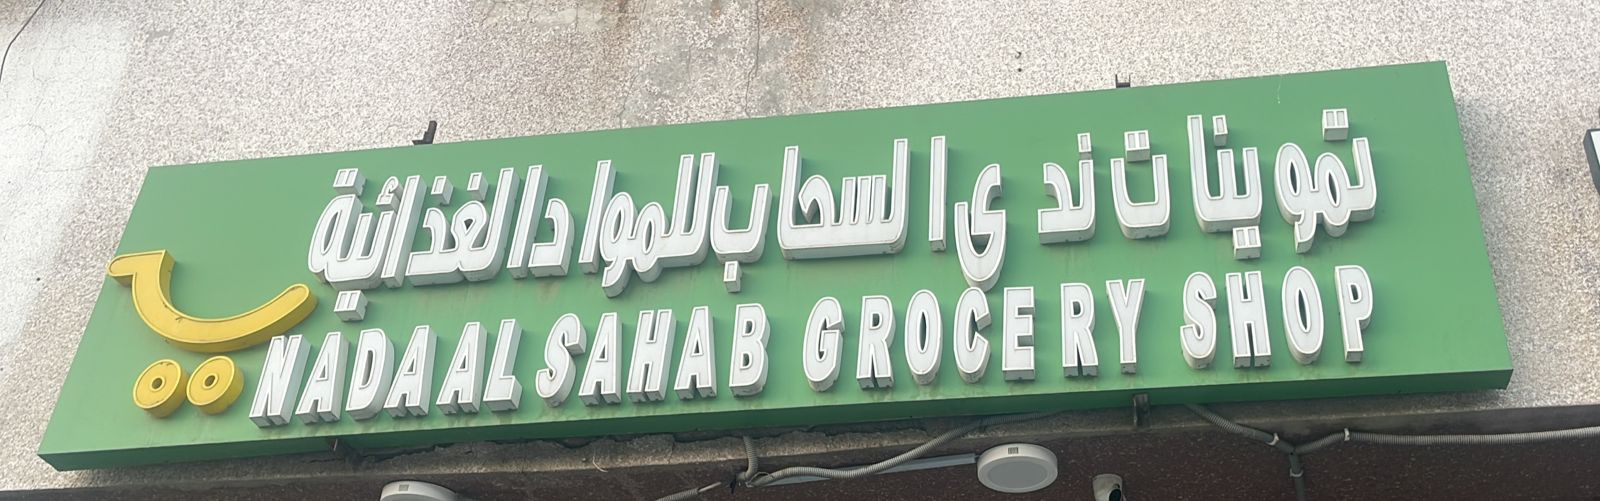 تموينات ندى السحاب للمواد الغذائية
NADA AL SAHAB GROCERY SHOP